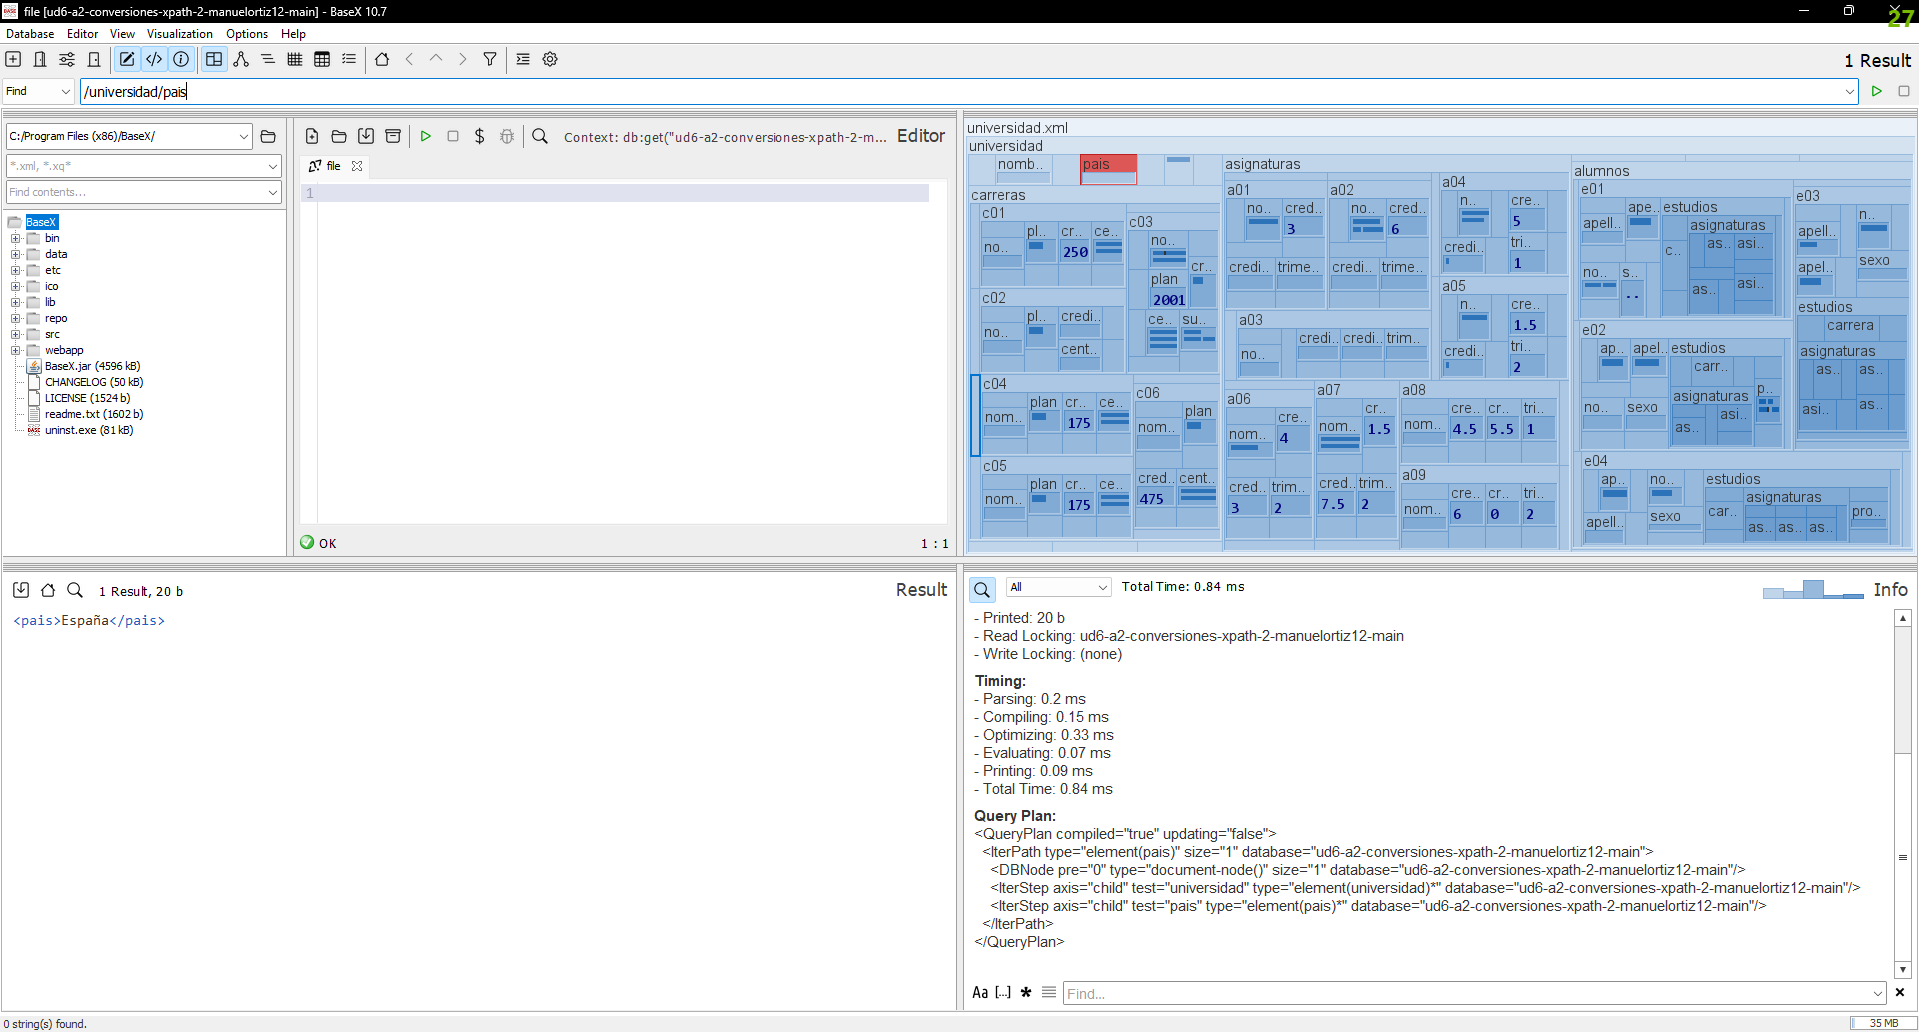 file [ud6-a2-conversiones-xpath-2-manuelortiz12-main] - BaseX 10.7
27
Database Editor View Visualization Options Help
1 Result
Find /universidad/pais
C:/Program Files (x86)/BaseX/
*.xml, *.xq*
Find contents...
BaseX
bin
data
etc
ico
lib
repo
src
webapp
BaseX.jar (4596 kB)
CHANGELOG (50 kB)
LICENSE (1524 b)
readme.txt (1602 b)
uninst.exe (81 kB)
Context: db:get("ud6-a2-conversiones-xpath-2-m... Editor
file
1
OK 1 : 1
universidad.xml
universidad
nomb.. pais
carreras
c01
no.. pl.. cr.. ce..
250
c02
no.. pl.. credi..
cent..
c03
no..
cr..
plan
2001
ce.. su..
c04
nom.. plan cr.. ce..
175
c05
nom.. plan cr.. ce..
175
c06
nom.. plan
cred.. cent..
475
asignaturas
a01
no.. cred..
3
credi.. trime..
a02
no.. cred..
6
credi.. trime..
a03
no.. credi.. credi.. trim..
a04
n.. cre..
5
credi.. tri..
1
a05
n.. cre..
1.5
credi.. tri..
2
a06
nom.. cre..
4
cred.. trim..
3 2
a07
nom.. cr..
1.5
cred.. trim..
7.5 2
a08
nom.. cre.. cre.. tri..
4.5 5.5 1
a09
nom.. cre.. cr.. tri..
6 0 2
alumnos
e01
apell.. ape.. estudios
asignaturas
c.. as.. asi..
no.. s..
as.. asi..
e02
ap.. apel.. estudios
carr..
asignaturas p..
no.. sexo
as.. asi..
e03
apell.. n..
apel.. sexo
estudios
carrera
asignaturas
as.. as..
asi.. as..
e04
ap.. no.. estudios
asignaturas
apell.. sexo car.. as.. as.. as.. pro..
1 Result, 20 b Result
<pais>España</pais>
All Total Time: 0.84 ms Info
- Printed: 20 b
- Read Locking: ud6-a2-conversiones-xpath-2-manuelortiz12-main
- Write Locking: (none)
Timing:
- Parsing: 0.2 ms
- Compiling: 0.15 ms
- Optimizing: 0.33 ms
- Evaluating: 0.07 ms
- Printing: 0.09 ms
- Total Time: 0.84 ms
Query Plan:
<QueryPlan compiled="true" updating="false">
<IterPath type="element(pais)" size="1" database="ud6-a2-conversiones-xpath-2-manuelortiz12-main">
<DBNode pre="0" type="document-node()" size="1" database="ud6-a2-conversiones-xpath-2-manuelortiz12-main"/>
<IterStep axis="child" test="universidad" type="element(universidad)*" database="ud6-a2-conversiones-xpath-2-manuelortiz12-main"/>
<IterStep axis="child" test="pais" type="element(pais)*" database="ud6-a2-conversiones-xpath-2-manuelortiz12-main"/>
</IterPath>
</QueryPlan>
Aa [...] * Find...
0 string(s) found. 35 MB